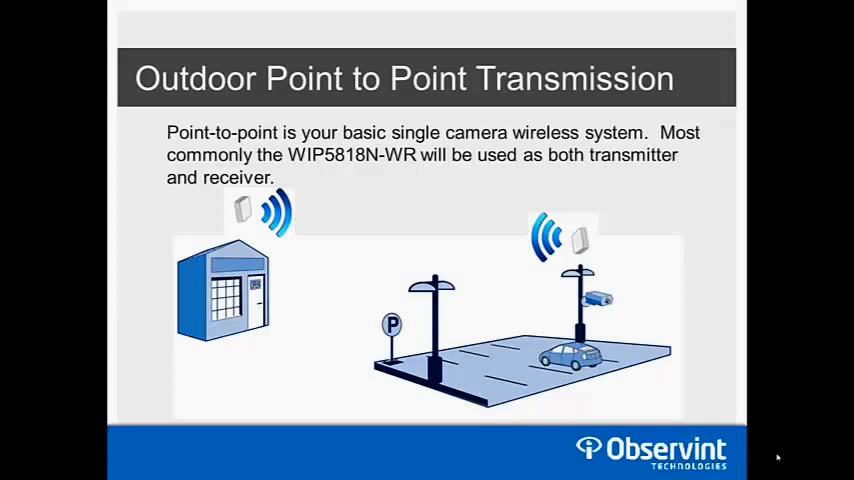 Outdoor Point to Point Transmission
Point-to-point is your basic single camera wireless system. Most
commonly the WIP5818N-WR will be used as both transmitter
and receiver.
P
Observint
TECHNOLOGIES